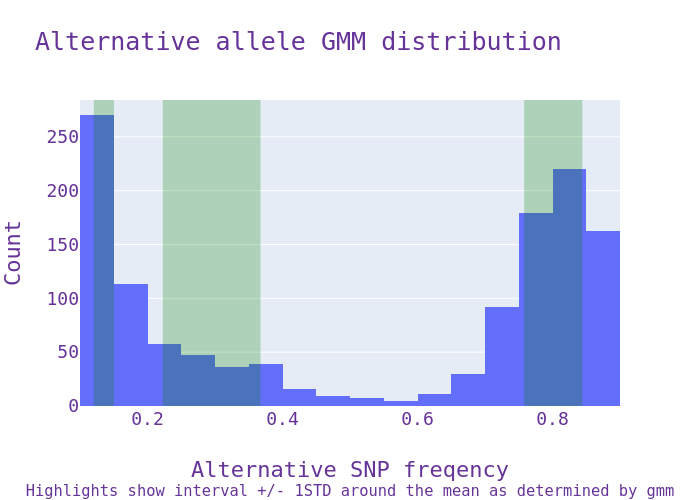 Alternative allele GMM distribution
250
200
150
100
50
0
Count
0.2
0.4
0.6
0.8
Alternative SNP freqency
Highlights show interval +/- 1STD around the mean as determined by gmm